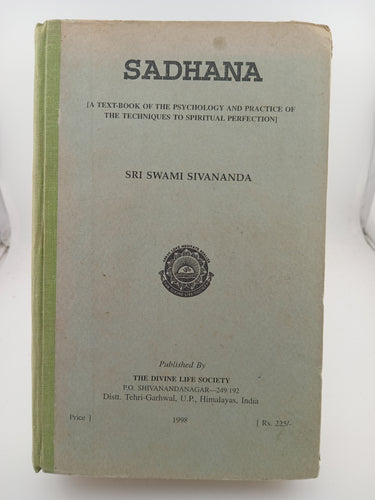 SADHANA
[A TEXT-BOOK OF THE PSYCHOLOGY AND PRACTICE OF
THE TECHNIQUES TO SPIRITUAL PERFECTION]
SRI SWAMI SIVANANDA
Published By
THE DIVINE LIFE SOCIETY
P.O. SHIVANANDANAGAR—249 192
Distt. Tehri-Garhwal, U.P., Himalayas, India
Price ] 1998 [ Rs. 225/-